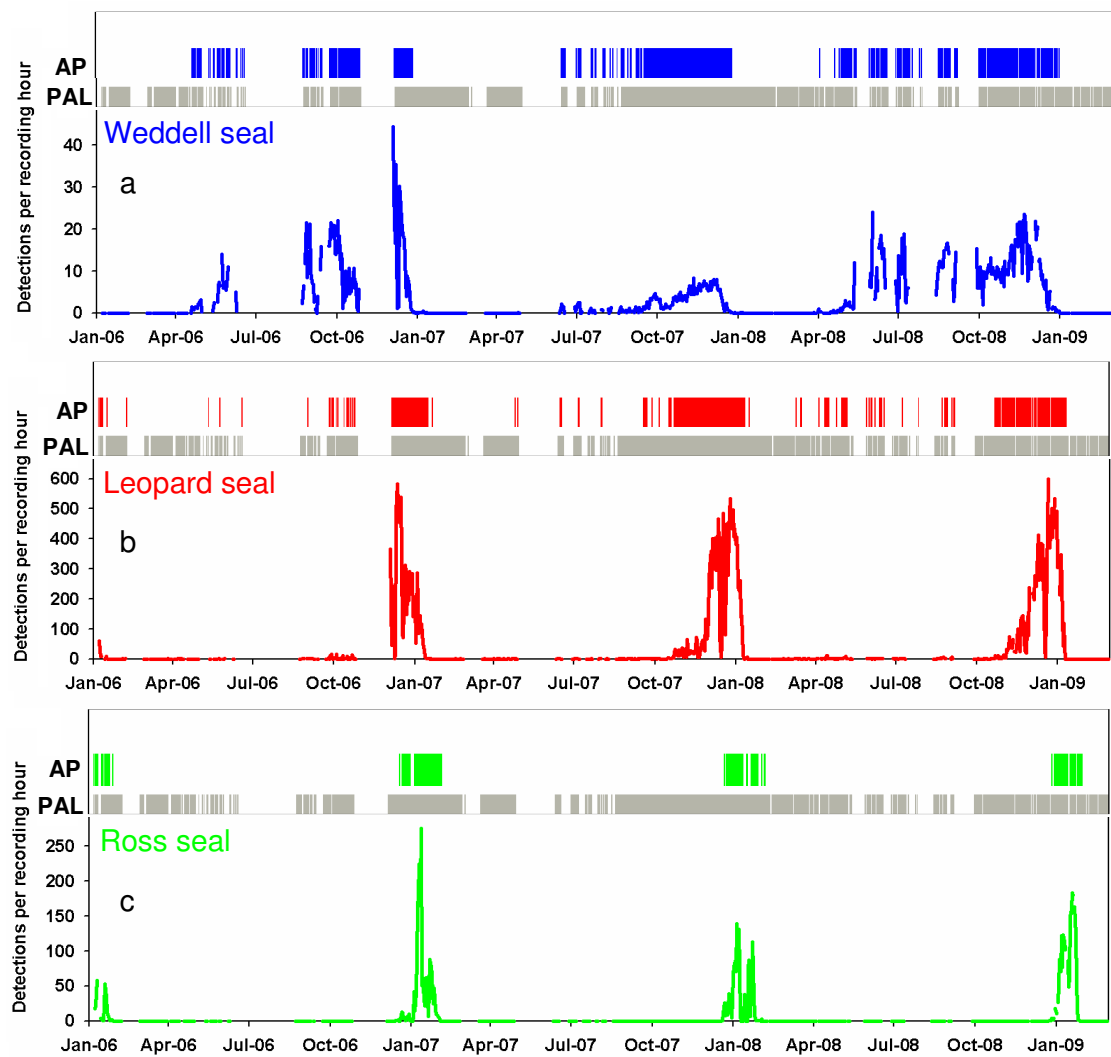 AP
PAL
Weddell seal
a
Detections per recording hour
40
30
20
10
0
Jan-06 Apr-06 Jul-06 Oct-06 Jan-07 Apr-07 Jul-07 Oct-07 Jan-08 Apr-08 Jul-08 Oct-08 Jan-09
AP
PAL
Leopard seal
b
Detections per recording hour
600
500
400
300
200
100
0
Jan-06 Apr-06 Jul-06 Oct-06 Jan-07 Apr-07 Jul-07 Oct-07 Jan-08 Apr-08 Jul-08 Oct-08 Jan-09
AP
PAL
Ross seal
c
Detections per recording hour
250
200
150
100
50
0
Jan-06 Apr-06 Jul-06 Oct-06 Jan-07 Apr-07 Jul-07 Oct-07 Jan-08 Apr-08 Jul-08 Oct-08 Jan-09